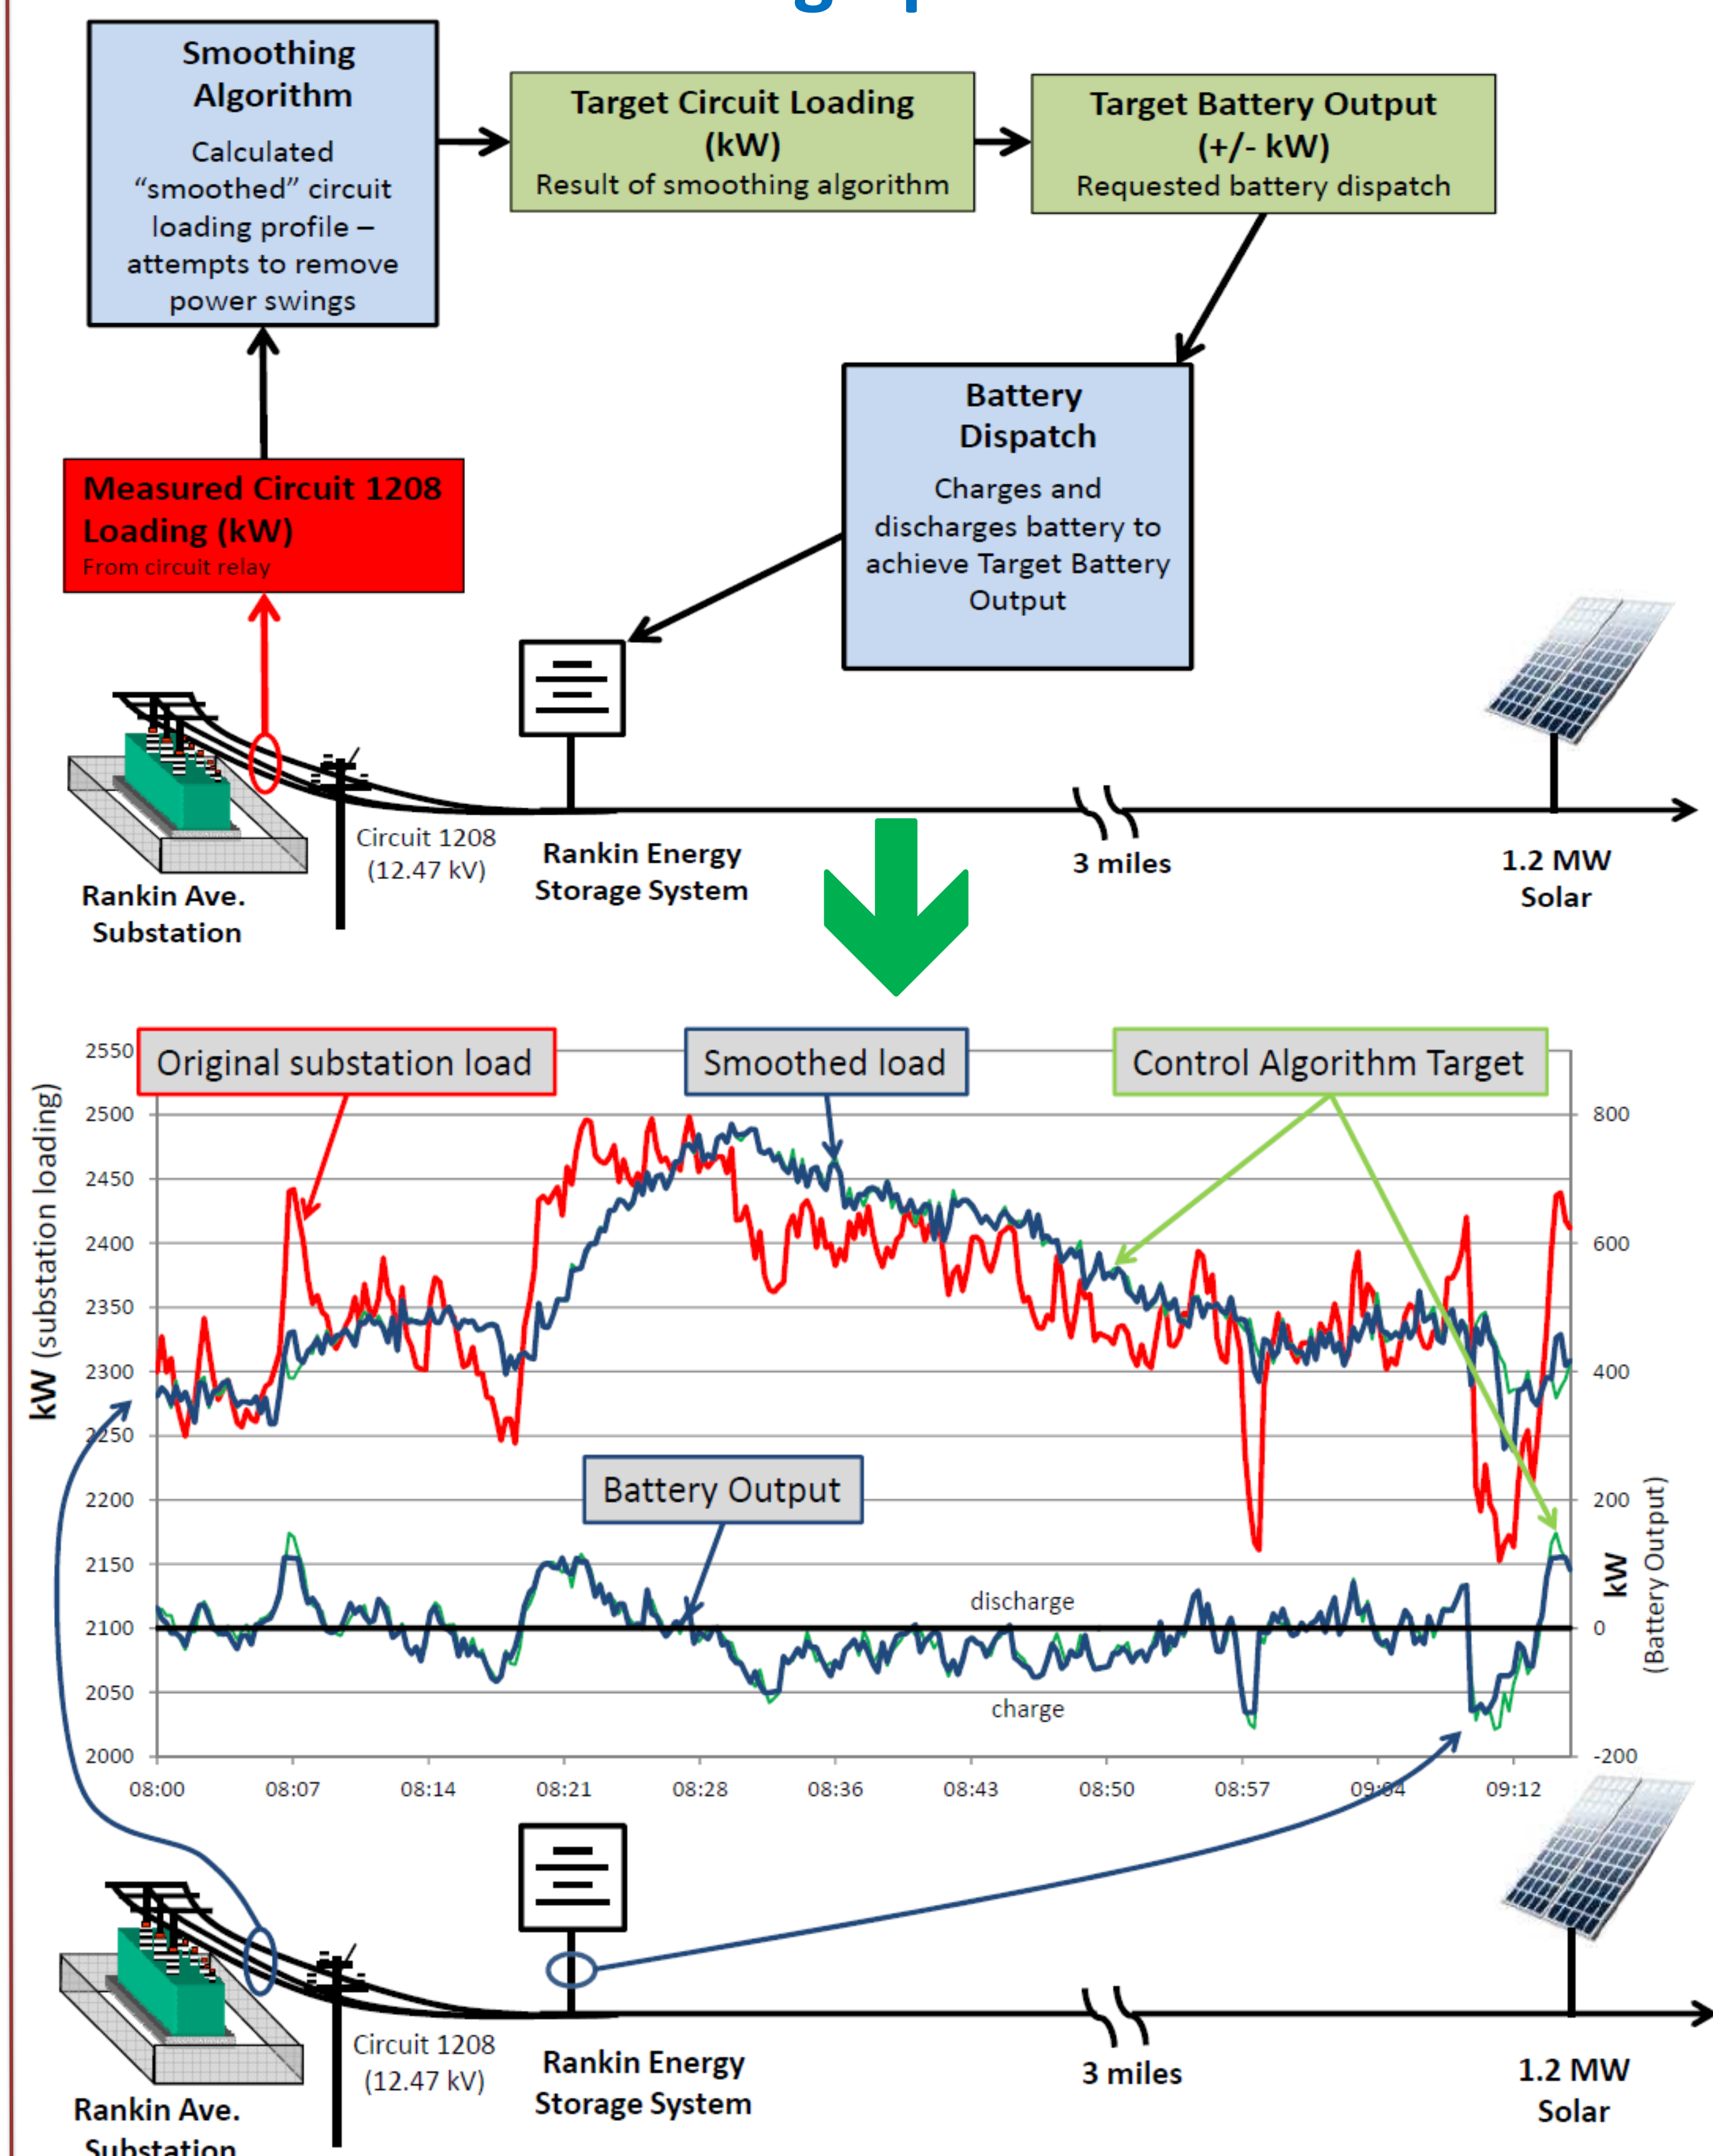 Smoothing
Algorithm
Calculated
“smoothed” circuit
loading profile –
attempts to remove
power swings
Target Circuit Loading
(kW)
Result of smoothing algorithm
Target Battery Output
(+/- kW)
Requested battery dispatch
Battery
Dispatch
Charges and
discharges battery to
achieve Target Battery
Output
Measured Circuit 1208
Loading (kW)
From circuit relay
Circuit 1208
(12.47 kV)
Rankin Ave.
Substation
Rankin Energy
Storage System
3 miles
1.2 MW
Solar
Original substation load
Smoothed load
Control Algorithm Target
Battery Output
discharge
charge
kW (substation loading)
2550
2500
2450
2400
2350
2300
2250
2200
2150
2100
2050
2000
800
600
400
200
0
-200
kW
(Battery Output)
08:00
08:07
08:14
08:21
08:28
08:36
08:43
08:50
08:57
09:04
09:12
Circuit 1208
(12.47 kV)
Rankin Ave.
Substation
Rankin Energy
Storage System
3 miles
1.2 MW
Solar